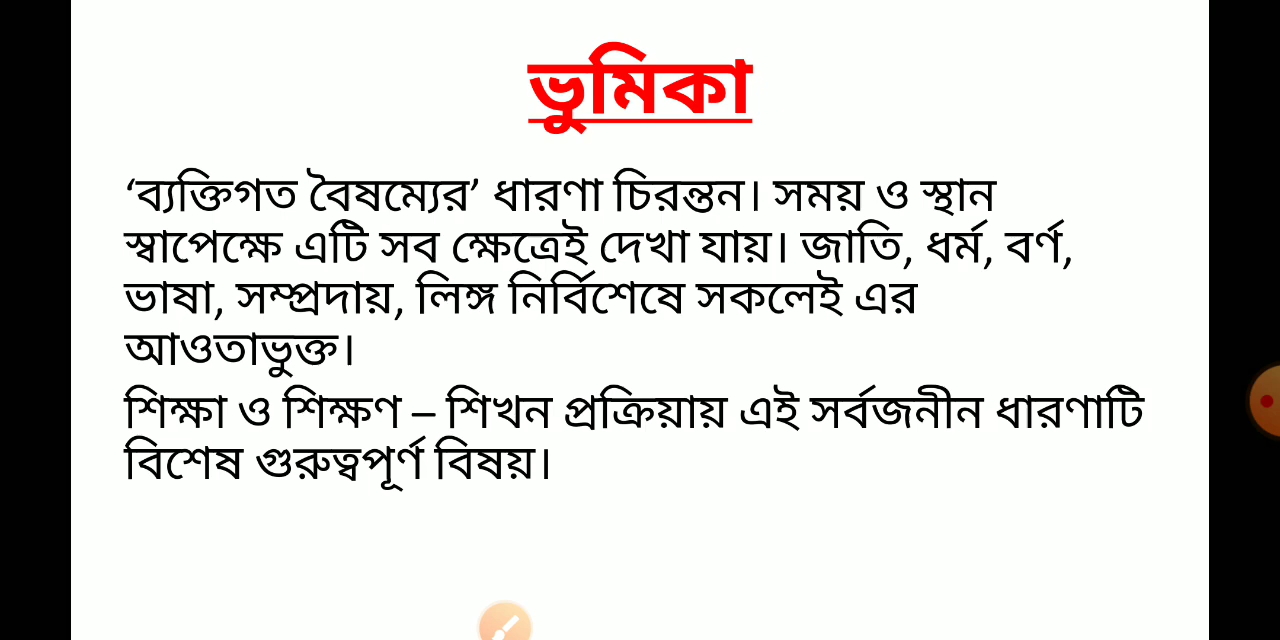 ভুমিকা
‘ব্যক্তিগত বৈষম্যের’ ধারণা চিরন্তন। সময় ও স্থান
স্বাপেক্ষে এটি সব ক্ষেত্রেই দেখা যায়। জাতি, ধর্ম, বর্ণ,
ভাষা, সম্প্রদায়, লিঙ্গ নির্বিশেষে সকলেই এর
আওতাভুক্ত।
শিক্ষা ও শিক্ষণ – শিখন প্রক্রিয়ায় এই সর্বজনীন ধারণাটি
বিশেষ গুরুত্বপূর্ণ বিষয়।